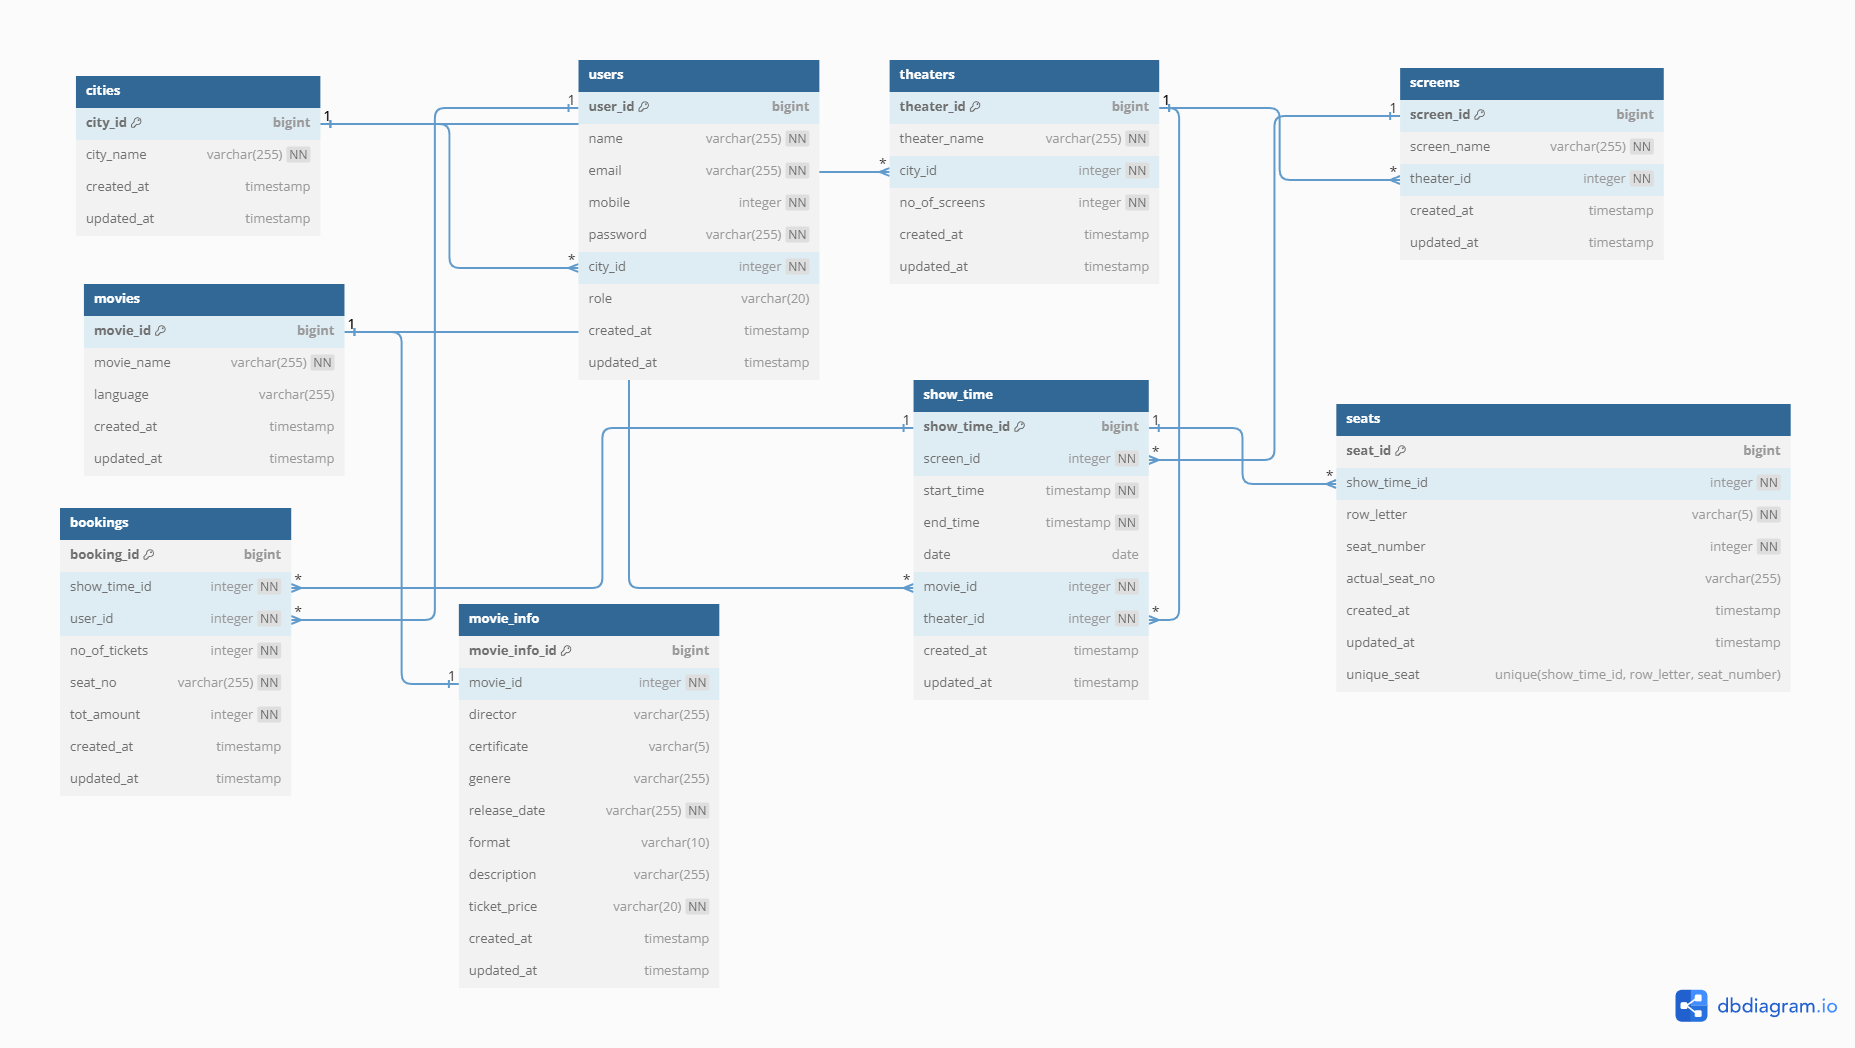 cities
city_id bigint
city_name varchar(255) NN
created_at timestamp
updated_at timestamp
1
users
1 user_id bigint
name varchar(255) NN
email varchar(255) NN
mobile integer NN
password varchar(255) NN
* city_id integer NN
role varchar(20)
created_at timestamp
updated_at timestamp
theaters
theater_id bigint 1
theater_name varchar(255) NN
* city_id integer NN
no_of_screens integer NN
created_at timestamp
updated_at timestamp
screens
1 screen_id bigint
screen_name varchar(255) NN
* theater_id integer NN
created_at timestamp
updated_at timestamp
movies
movie_id bigint 1
movie_name varchar(255) NN
language varchar(255)
created_at timestamp
updated_at timestamp
show_time
1 show_time_id bigint 1
screen_id integer NN *
start_time timestamp NN
end_time timestamp NN
date date
* movie_id integer NN
theater_id integer NN *
created_at timestamp
updated_at timestamp
seats
seat_id bigint
* show_time_id integer NN
row_letter varchar(5) NN
seat_number integer NN
actual_seat_no varchar(255)
created_at timestamp
updated_at timestamp
unique_seat unique(show_time_id, row_letter, seat_number)
bookings
booking_id bigint
show_time_id integer NN *
user_id integer NN *
no_of_tickets integer NN
seat_no varchar(255) NN
tot_amount integer NN
created_at timestamp
updated_at timestamp
movie_info
movie_info_id bigint
1 movie_id integer NN
director varchar(255)
certificate varchar(5)
genere varchar(255)
release_date varchar(255) NN
format varchar(10)
description varchar(255)
ticket_price varchar(20) NN
created_at timestamp
updated_at timestamp
dbdiagram.io